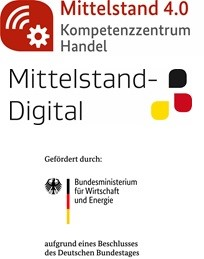 Mittelstand 4.0
Kompetenzzentrum
Handel
Mittelstand-
Digital
Gefördert durch:
Bundesministerium
für Wirtschaft
und Energie
aufgrund eines Beschlusses
des Deutschen Bundestages